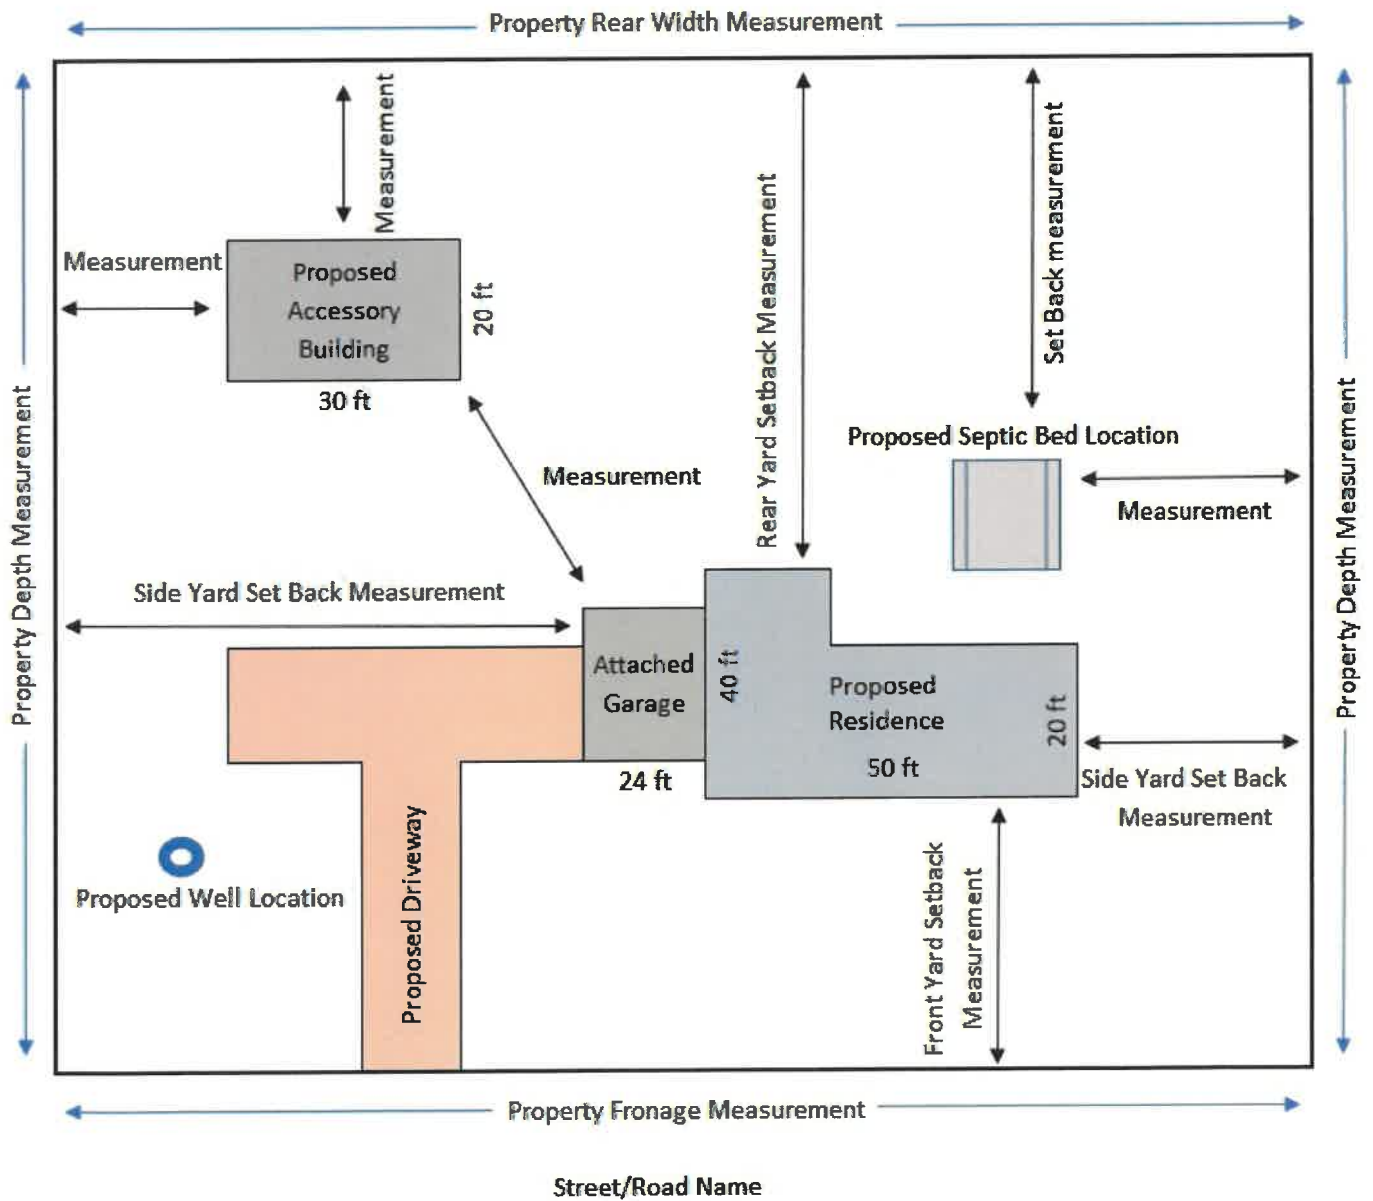 Property Rear Width Measurement
Measurement
Measurement
Proposed
Accessory
Building
20 ft
30 ft
Measurement
Rear Yard Setback Measurement
Set Back measurement
Proposed Septic Bed Location
Measurement
Property Depth Measurement
Property Depth Measurement
Side Yard Set Back Measurement
Attached
Garage
24 ft
40 ft
Proposed
Residence
50 ft
20 ft
Side Yard Set Back
Measurement
Proposed Well Location
Proposed Driveway
Front Yard Setback
Measurement
Property Fronage Measurement
Street/Road Name